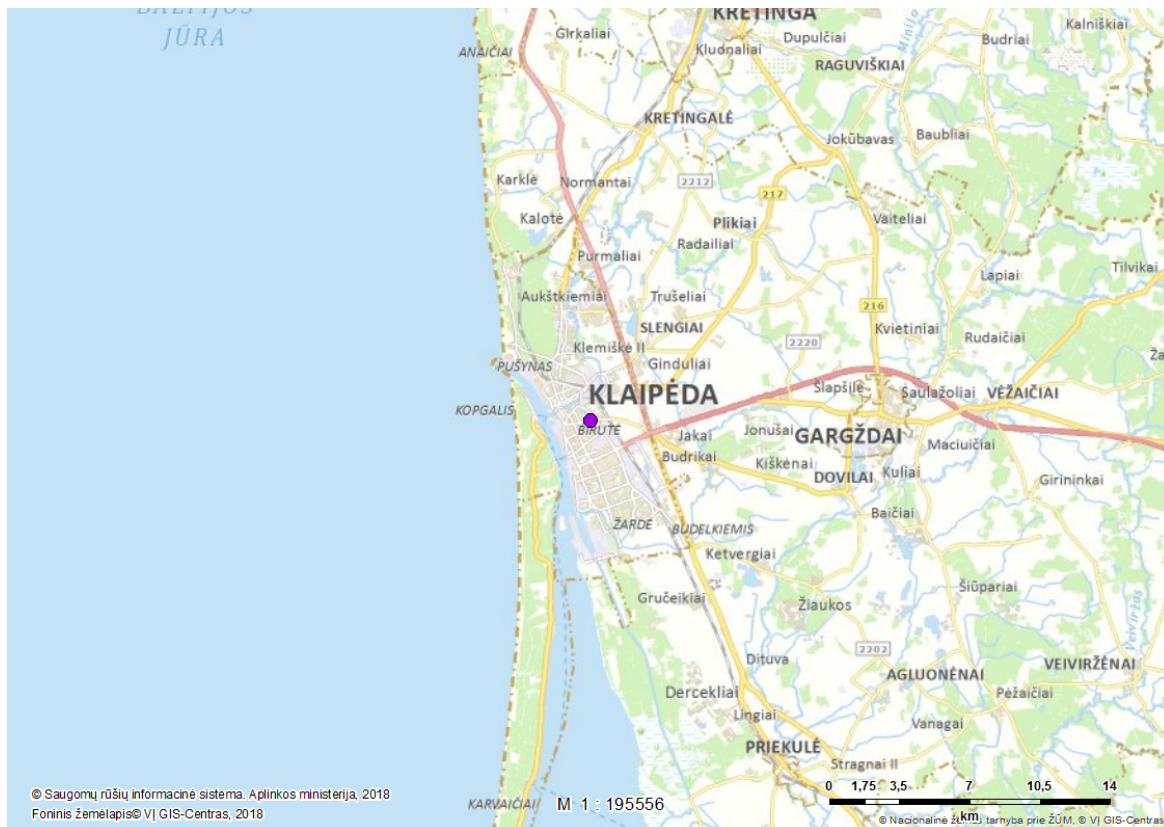 BALTIJOS
JŪRA
KRETINGA
Girkaliai
Dupulčiai
Kalniškiai
Minija
Budriai
ANAIČIAI
Kluonaliai
RAGUVIŠKIAI
KRETINGALĖ
Jokūbavas
Baubliai
Karklė
Normantai
2212
217
Kalotė
Plikiai
Vaiteliai
Radailiai
Purmaliai
Lapiai
Tilvikai
Aukštkiemiai
Trušeliai
216
SLENGIAI
Kvietiniai
Rudaičiai
Klemiškė II
2220
PUŠYNAS
Ginduliai
KLAIPĖDA
Šlapšilė
Saulažoliai
VĖŽAIČIAI
KOPGALIS
BIRUTĖ
Jakai
Jonušai
GARGŽDAI
Maciuičiai
Budrikai
Kiškėnai
DOVILAI
Kuliai
Girininkai
Baičiai
ŽARDĖ
BUDELKIEMIS
Ketvergiai
Šiūpariai
Gručeikiai
Žiaukos
Veiviržas
2202
Dituva
VEIVIRŽĖNAI
AGLUONĖNAI
Dercekliai
Pėžaičiai
Lingiai
Vanagai
PRIEKULĖ
Stragnai II
0 1,75 3,5 7 10,5 14
km
© Saugomų rūšių informacinė sistema. Aplinkos ministerija, 2018
KARVAIČIAI
M 1 : 195556
Foninis žemėlapis© VĮ GIS-Centras, 2018
© Nacionalinė žemės tarnyba prie ŽŪM, © VĮ GIS-Centras